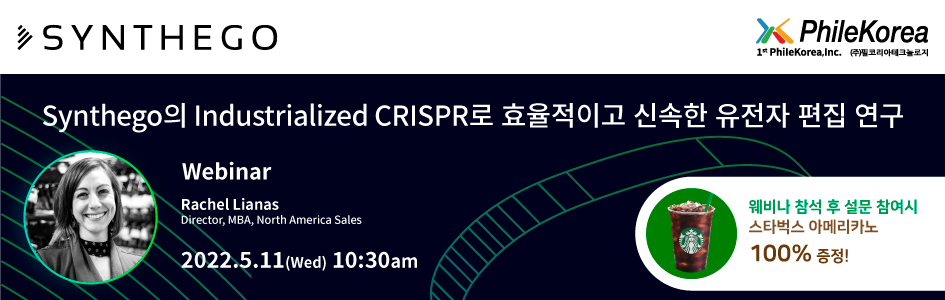 SYNTHEGO
PhileKorea
1st PhileKorea,Inc. (주)필코리아테크놀로지
Synthego의 Industrialized CRISPR로 효율적이고 신속한 유전자 편집 연구
Webinar
Rachel Lianas
Director, MBA, North America Sales
2022.5.11(Wed) 10:30am
웨비나 참석 후 설문 참여시
스타벅스 아메리카노
100% 증정!